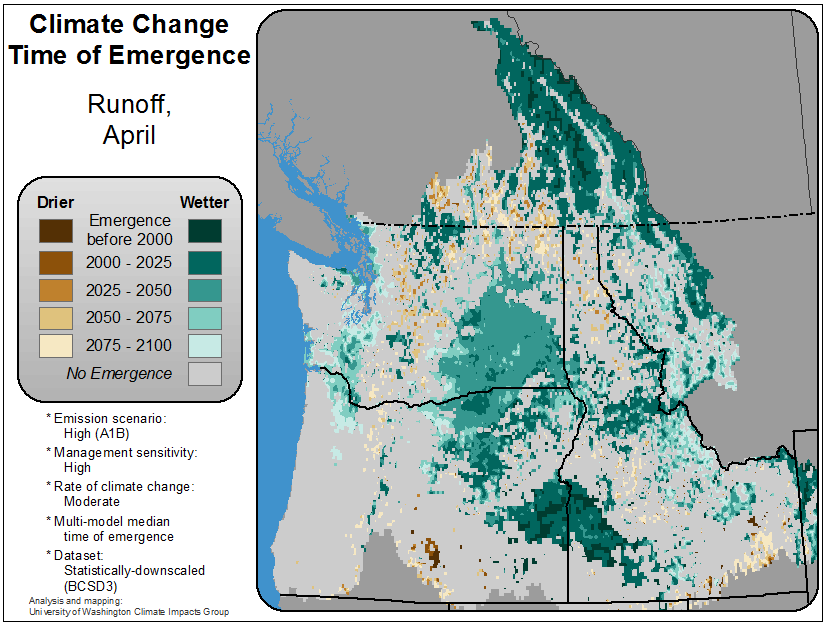 Climate Change
Time of Emergence
Runoff,
April
Drier
Wetter
Emergence
before 2000
2000 - 2025
2025 - 2050
2050 - 2075
2075 - 2100
No Emergence
* Emission scenario:
High (A1B)
* Management sensitivity:
High
* Rate of climate change:
Moderate
* Multi-model median
time of emergence
* Dataset:
Statistically-downscaled
(BCSD3)
Analysis and mapping:
University of Washington Climate Impacts Group